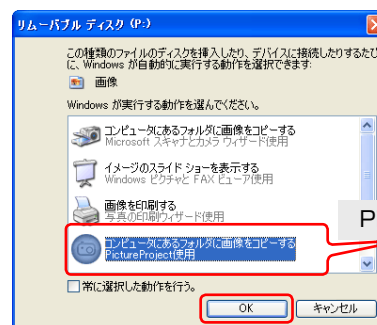 リムーバブル ディスク (P:)
この種類のファイルのディスクを挿入したり、デバイスに接続したりするたび
に、Windows が自動的に実行する動作を選択できます:
画像
Windows が実行する動作を選んでください。
コンピュータにあるフォルダに画像をコピーする
Microsoft スキャナとカメラ ウィザード使用
イメージのスライド ショーを表示する
Windows ピクチャと FAX ビューア使用
画像を印刷する
写真の印刷ウィザード使用
P
コンピュータにあるフォルダに画像をコピーする
PictureProject使用
常に選択した動作を行う。
OK キャンセル